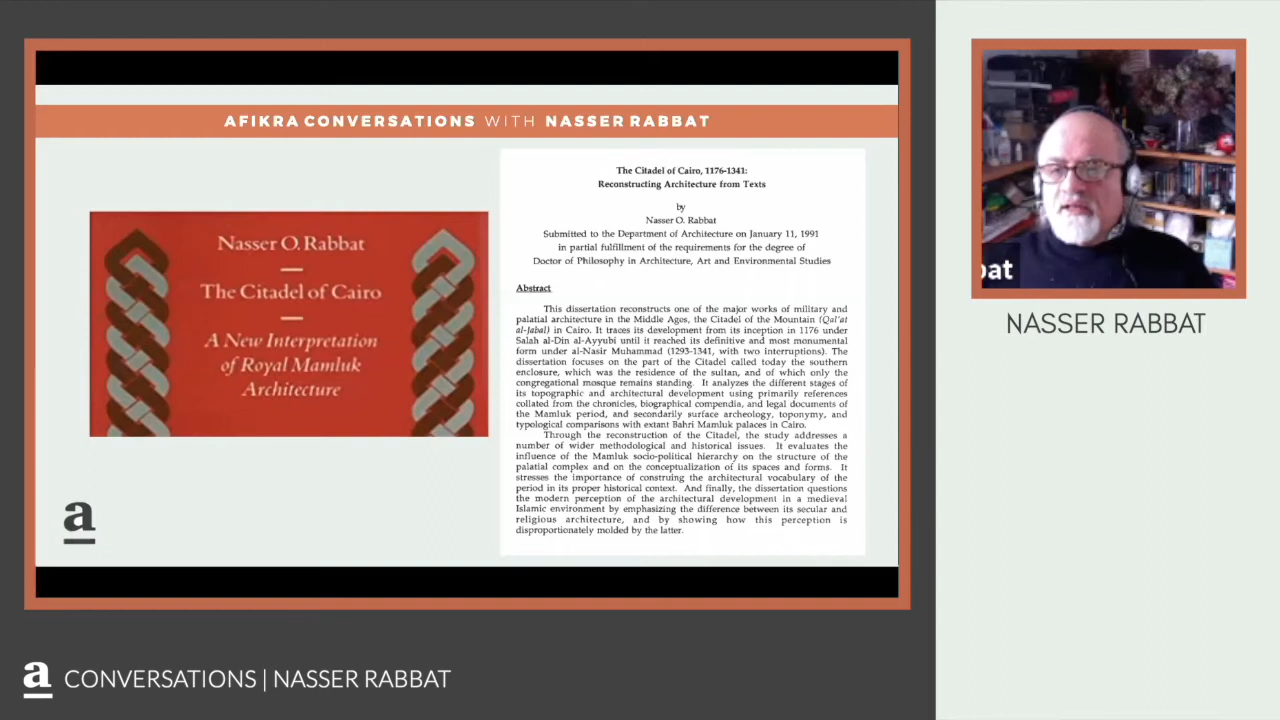 AFIKRA CONVERSATIONS WITH NASSER RABBAT
Nasser O. Rabbat
The Citadel of Cairo
A New Interpretation
of Royal Mamluk
Architecture
a
The Citadel of Cairo, 1176-1341:
Reconstructing Architecture from Texts
by
Nasser O. Rabbat
Submitted to the Department of Architecture on January 11, 1991
in partial fulfillment of the requirements for the degree of
Doctor of Philosophy in Architecture, Art and Environmental Studies
Abstract
This dissertation reconstructs one of the major works of military and
palatial architecture in the Middle Ages, the Citadel of the Mountain (Qal'at
al-Jabal) in Cairo. It traces its development from its inception in 1176 under
Salah al-Din al-Ayyubi until it reached its definitive and most monumental
form under al-Nasir Muhammad (1293-1341, with two interruptions). The
dissertation focuses on the part of the Citadel called today the southern
enclosure, which was the residence of the sultan, and of which only the
congregational mosque remains standing. It analyzes the different stages of
its topographic and architectural development using primarily references
collated from the chronicles, biographical compendia, and legal documents of
the Mamluk period, and secondarily surface archeology, toponymy, and
typological comparisons with extant Bahri Mamluk palaces in Cairo.
Through the reconstruction of the Citadel, the study addresses a
number of wider methodological and historical issues. It evaluates the
influence of the Mamluk socio-political hierarchy on the structure of the
palatial complex and on the conceptualization of its spaces and forms. It
stresses the importance of construing the architectural vocabulary of the
period in its proper historical context. And finally, the dissertation questions
the modern perception of the architectural development in a medieval
Islamic environment by emphasizing the difference between its secular and
religious architecture, and by showing how this perception is
disproportionately molded by the latter.
bat
NASSER RABBAT
a CONVERSATIONS | NASSER RABBAT